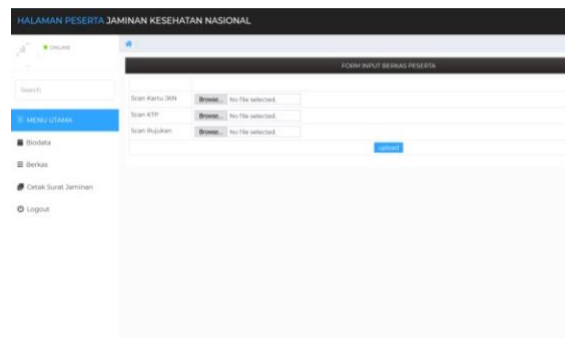 HALAMAN PESERTA JAMINAN KESEHATAN NASIONAL
ONLINE
FORM INPUT BERKAS PESERTA
Search
Scan Kartu JKN Browse... No file selected.
Scan KTP Browse... No file selected.
Scan Rujukan Browse... No file selected.
upload
MENU UTAMA
Biodata
Berkas
Cetak Surat Jaminan
Logout